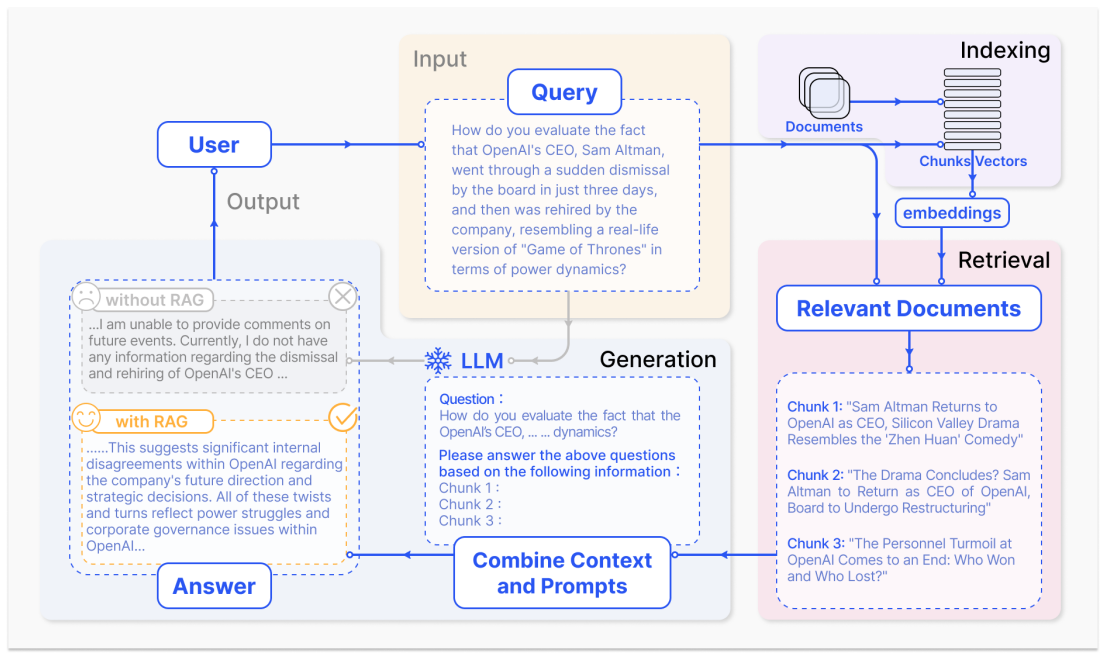 Input
Query
How do you evaluate the fact
that OpenAI's CEO, Sam Altman,
went through a sudden dismissal
by the board in just three days,
and then was rehired by the
company, resembling a real-life
version of "Game of Thrones" in
terms of power dynamics?
Indexing
Documents
Chunks Vectors
embeddings
User
Output
Retrieval
Relevant Documents
Chunk 1: "Sam Altman Returns to
OpenAI as CEO, Silicon Valley Drama
Resembles the 'Zhen Huan' Comedy"
Chunk 2: "The Drama Concludes? Sam
Altman to Return as CEO of OpenAI,
Board to Undergo Restructuring"
Chunk 3: "The Personnel Turmoil at
OpenAI Comes to an End: Who Won
and Who Lost?"
Generation
LLM
Question：
How do you evaluate the fact that the
OpenAI's CEO, ... ... dynamics?
Please answer the above questions
based on the following information：
Chunk 1：
Chunk 2：
Chunk 3：
Combine Context
and Prompts
without RAG
...I am unable to provide comments on
future events. Currently, I do not have
any information regarding the dismissal
and rehiring of OpenAI's CEO ...
with RAG
......This suggests significant internal
disagreements within OpenAI regarding
the company's future direction and
strategic decisions. All of these twists
and turns reflect power struggles and
corporate governance issues within
OpenAI...
Answer